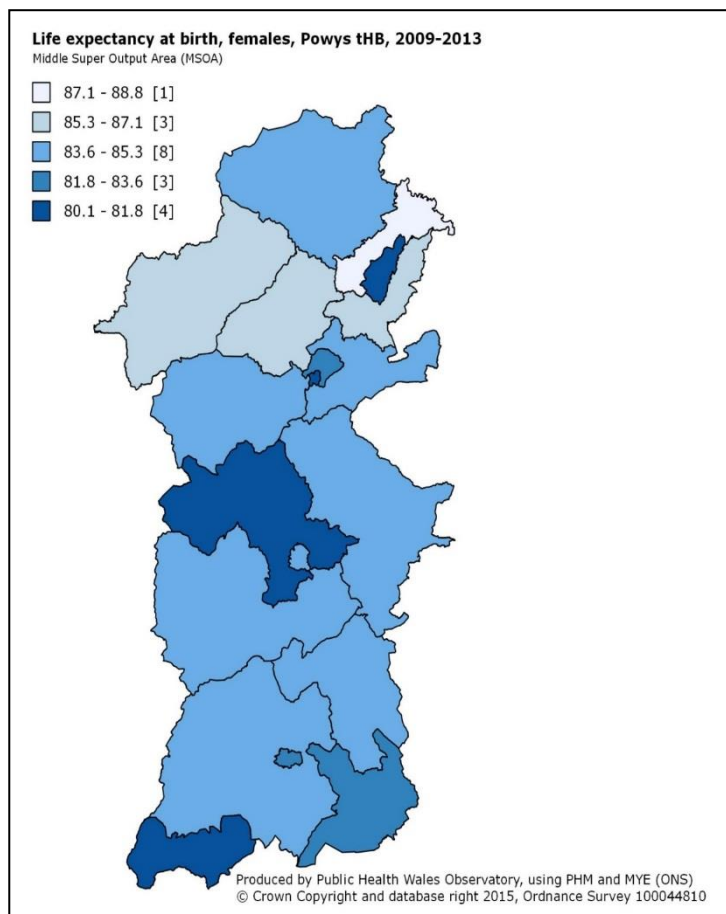 Life expectancy at birth, females, Powys tHB, 2009-2013
Middle Super Output Area (MSOA)
87.1 - 88.8 [1]
85.3 - 87.1 [3]
83.6 - 85.3 [8]
81.8 - 83.6 [3]
80.1 - 81.8 [4]
Produced by Public Health Wales Observatory, using PHM and MYE (ONS)
© Crown Copyright and database right 2015, Ordnance Survey 100044810